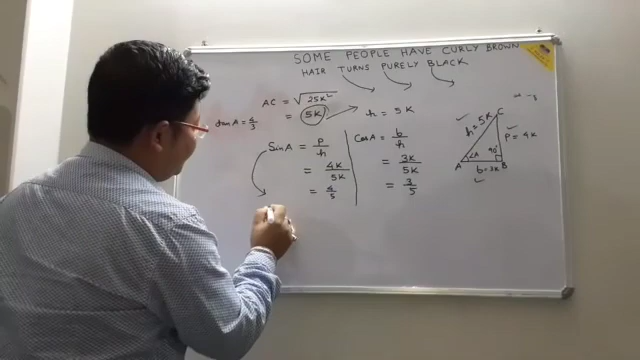 SOME PEOPLE HAVE CURLY BROWN
HAIR TURNS PURELY BLACK
tan A = 4/3
AC = √25K²
= 5K
h = 5K
Sin A = P/h
= 4K/5K
= 4/5
Cos A = b/h
= 3K/5K
= 3/5
C
h = 5K
P = 4K
∠A
90°
A
B
b = 3K